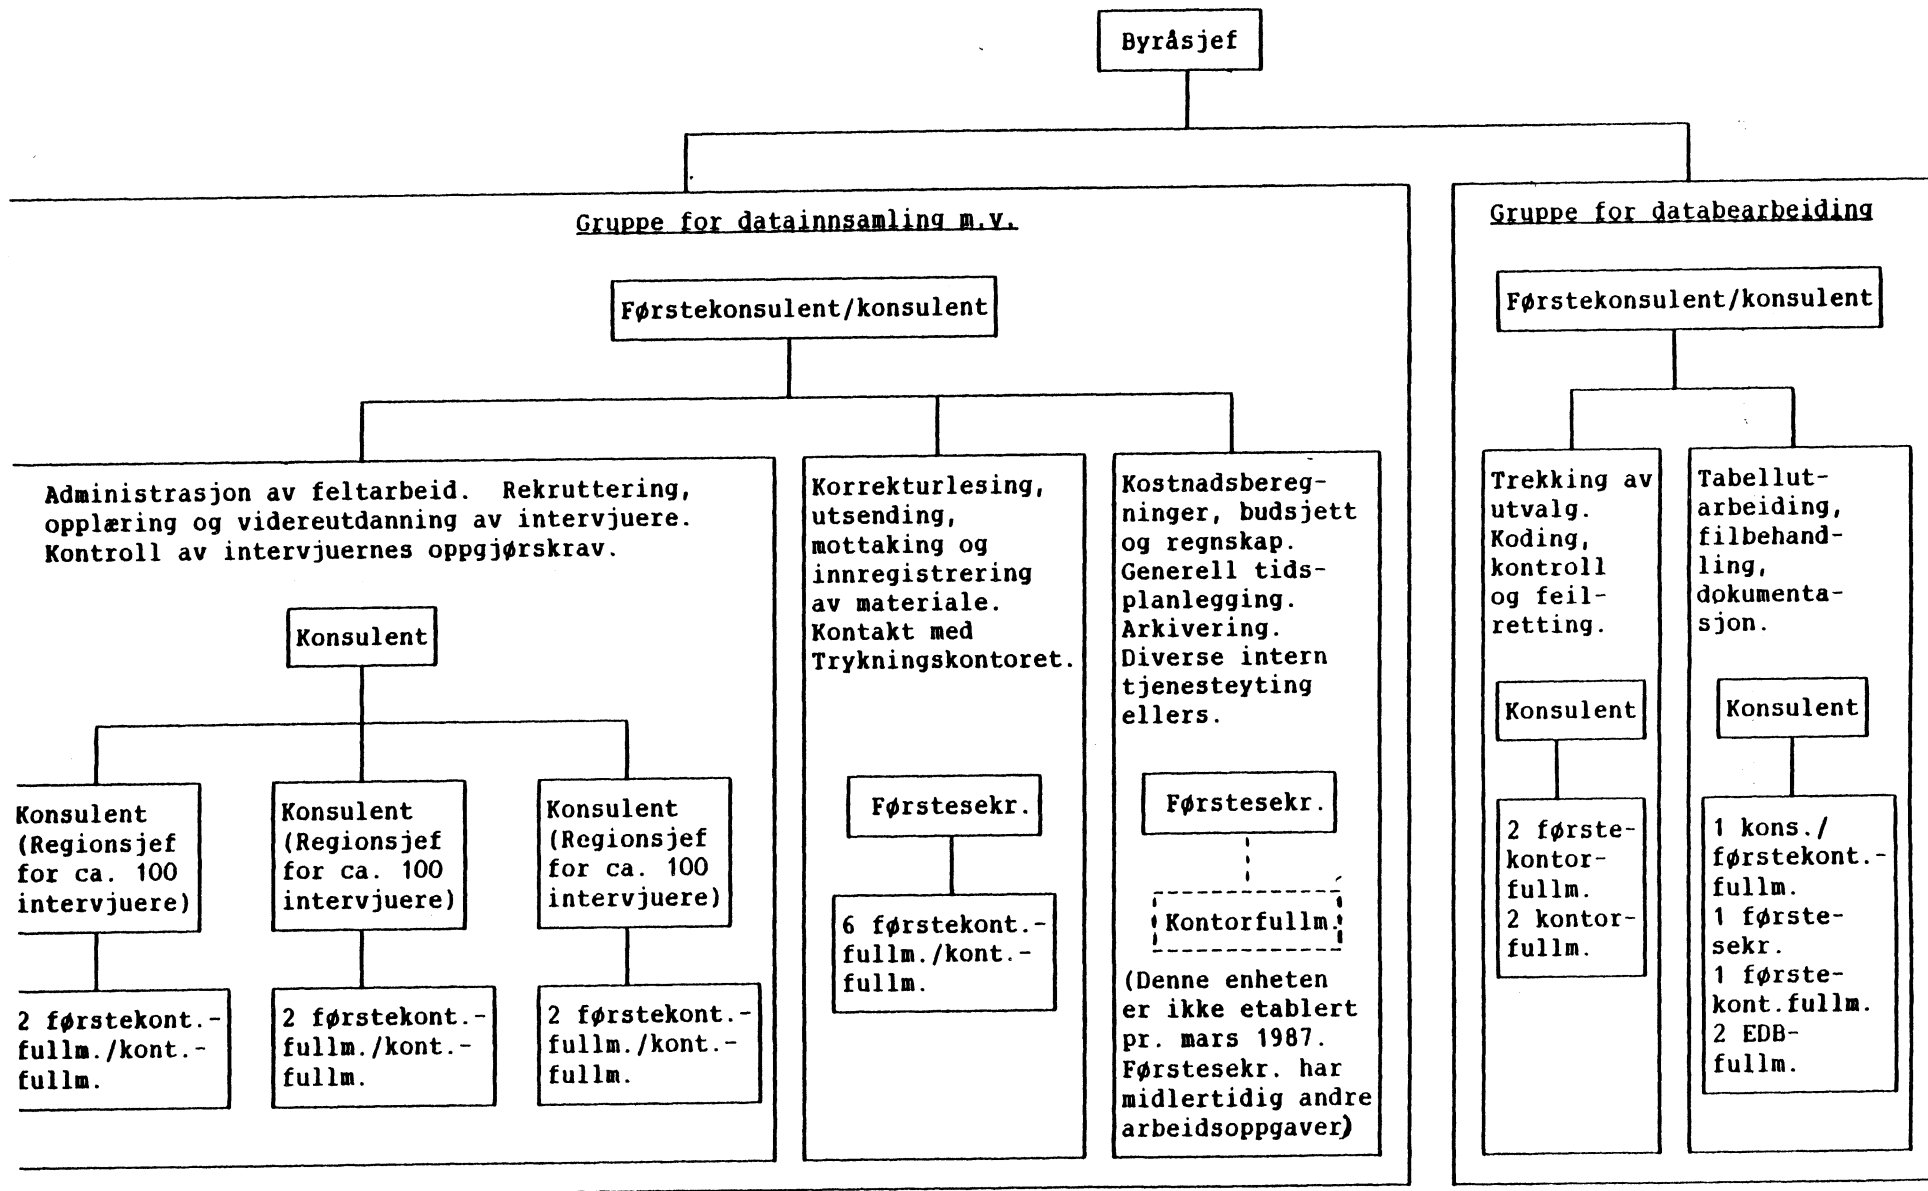 Byråsjef
Gruppe for datainnsamling m.v.
Førstekonsulent/konsulent
Administrasjon av feltarbeid. Rekruttering,
opplæring og videreutdanning av intervjuere.
Kontroll av intervjuernes oppgjørskrav.
Konsulent
Konsulent
(Regionsjef
for ca. 100
intervjuere)
2 førstekont.-
fullm./kont.-
fullm.
Konsulent
(Regionsjef
for ca. 100
intervjuere)
2 førstekont.-
fullm./kont.-
fullm.
Konsulent
(Regionsjef
for ca. 100
intervjuere)
2 førstekont.-
fullm./kont.-
fullm.
Korrekturlesing,
utsending,
mottaking og
innregistrering
av materiale.
Kontakt med
Trykningskontoret.
Førstesekr.
6 førstekont.-
fullm./kont.-
fullm.
Kostnadsbereg-
ninger, budsjett
og regnskap.
Generell tids-
planlegging.
Arkivering.
Diverse intern
tjenesteyting
ellers.
Førstesekr.
Kontorfullm.
(Denne enheten
er ikke etablert
pr. mars 1987.
Førstesekr. har
midlertidig andre
arbeidsoppgaver)
Gruppe for databearbeiding
Førstekonsulent/konsulent
Trekking av
utvalg.
Koding,
kontroll
og feil-
retting.
Konsulent
2 første-
kontor-
fullm.
2 kontor-
fullm.
Tabellut-
arbeiding,
filbehand-
ling,
dokumenta-
sjon.
Konsulent
1 kons./
førstekont.-
fullm.
1 første-
sekr.
1 første-
kont.fullm.
2 EDB-
fullm.